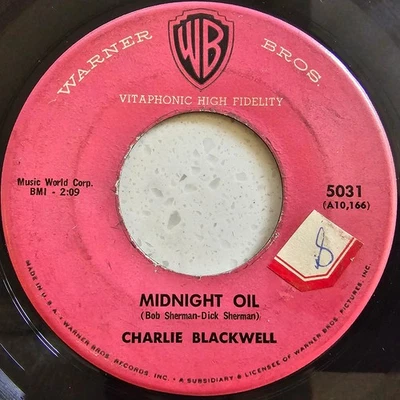 WARNER BROS.
WB
VITAPHONIC HIGH FIDELITY
Music World Corp.
BMI - 2:09
5031
(A10,166)
8
MIDNIGHT OIL
(Bob Sherman-Dick Sherman)
CHARLIE BLACKWELL
MADE IN U.S.A. • WARNER BROS. RECORDS, INC. • A SUBSIDIARY & LICENSEE OF WARNER BROS. PICTURES, INC.